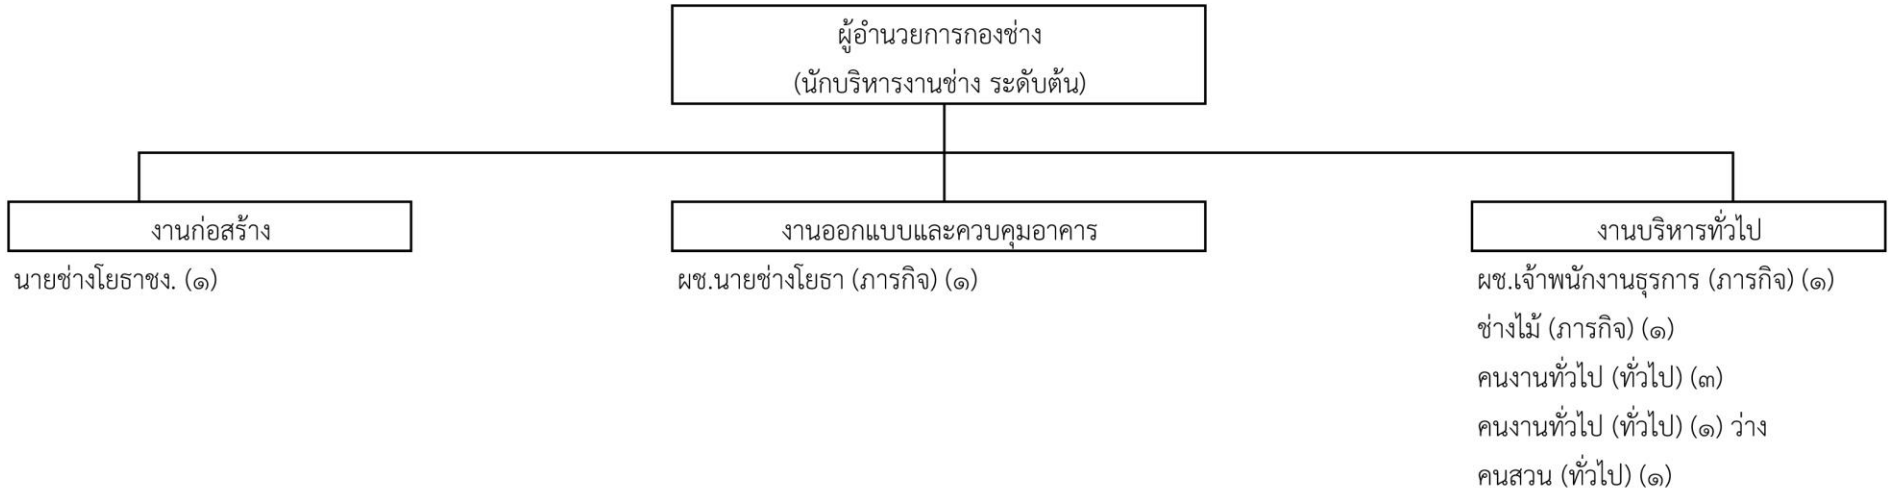 ผู้อำนวยการกองช่าง
(นักบริหารงานช่าง ระดับต้น)
งานก่อสร้าง
นายช่างโยธาชง. (๑)
งานออกแบบและควบคุมอาคาร
ผช.นายช่างโยธา (ภารกิจ) (๑)
งานบริหารทั่วไป
ผช.เจ้าพนักงานธุรการ (ภารกิจ) (๑)
ช่างไม้ (ภารกิจ) (๑)
คนงานทั่วไป (ทั่วไป) (๓)
คนงานทั่วไป (ทั่วไป) (๑) ว่าง
คนสวน (ทั่วไป) (๑)